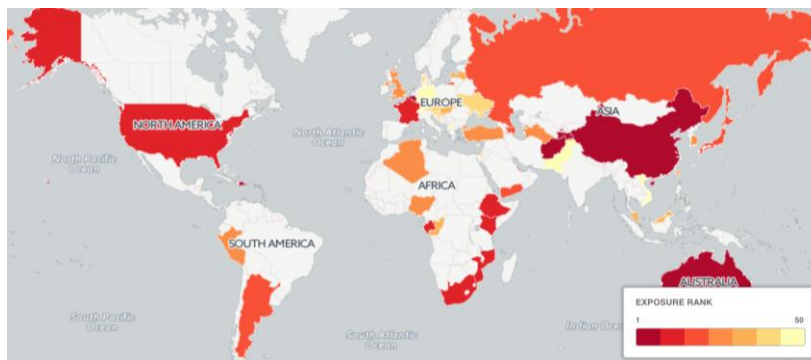 NORTH AMERICA
North Pacific
Ocean
North Atlantic
Ocean
EUROPE
ASIA
AFRICA
SOUTH AMERICA
AUSTRALIA
South Pacific
Ocean
South Atlantic
Ocean
Indian Oc
EXPOSURE RANK
1
50